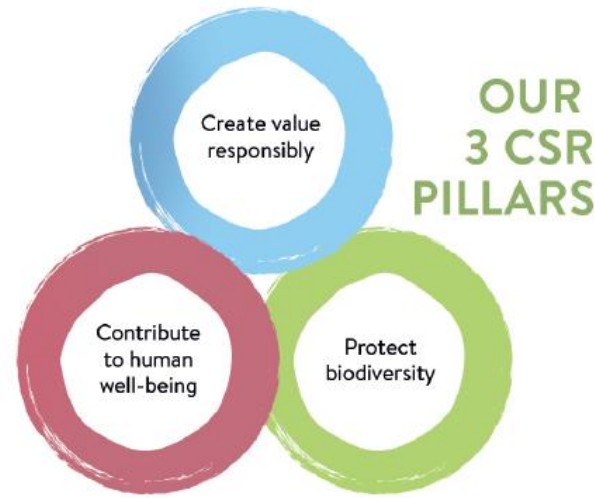 OUR
3 CSR
PILLARS
Create value
responsibly
Contribute
to human
well-being
Protect
biodiversity